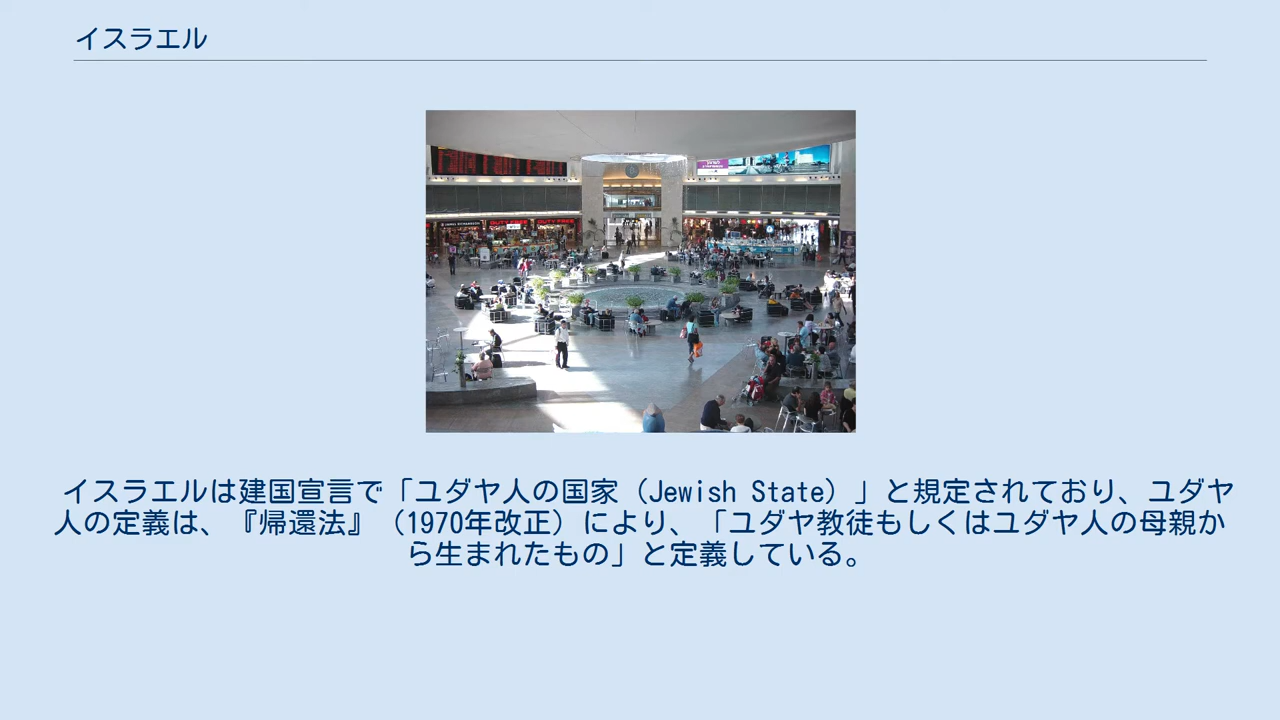 イスラエル
DUTY FREE
DUTY FREE
イスラエルは建国宣言で「ユダヤ人の国家（Jewish State）」と規定されており、ユダヤ
人の定義は、『帰還法』（1970年改正）により、「ユダヤ教徒もしくはユダヤ人の母親か
ら生まれたもの」と定義している。